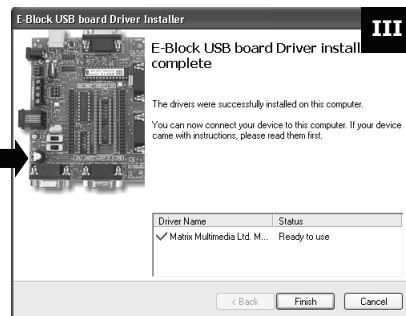 E-Block USB board Driver Installer
III
E-Block USB board Driver
complete
The drivers were successfully installed on this computer.
You can now connect your device to this computer. If your device
came with instructions, please read them first.
Driver Name Status
Matrix Multimedia Ltd. M... Ready to use
< Back Finish Cancel